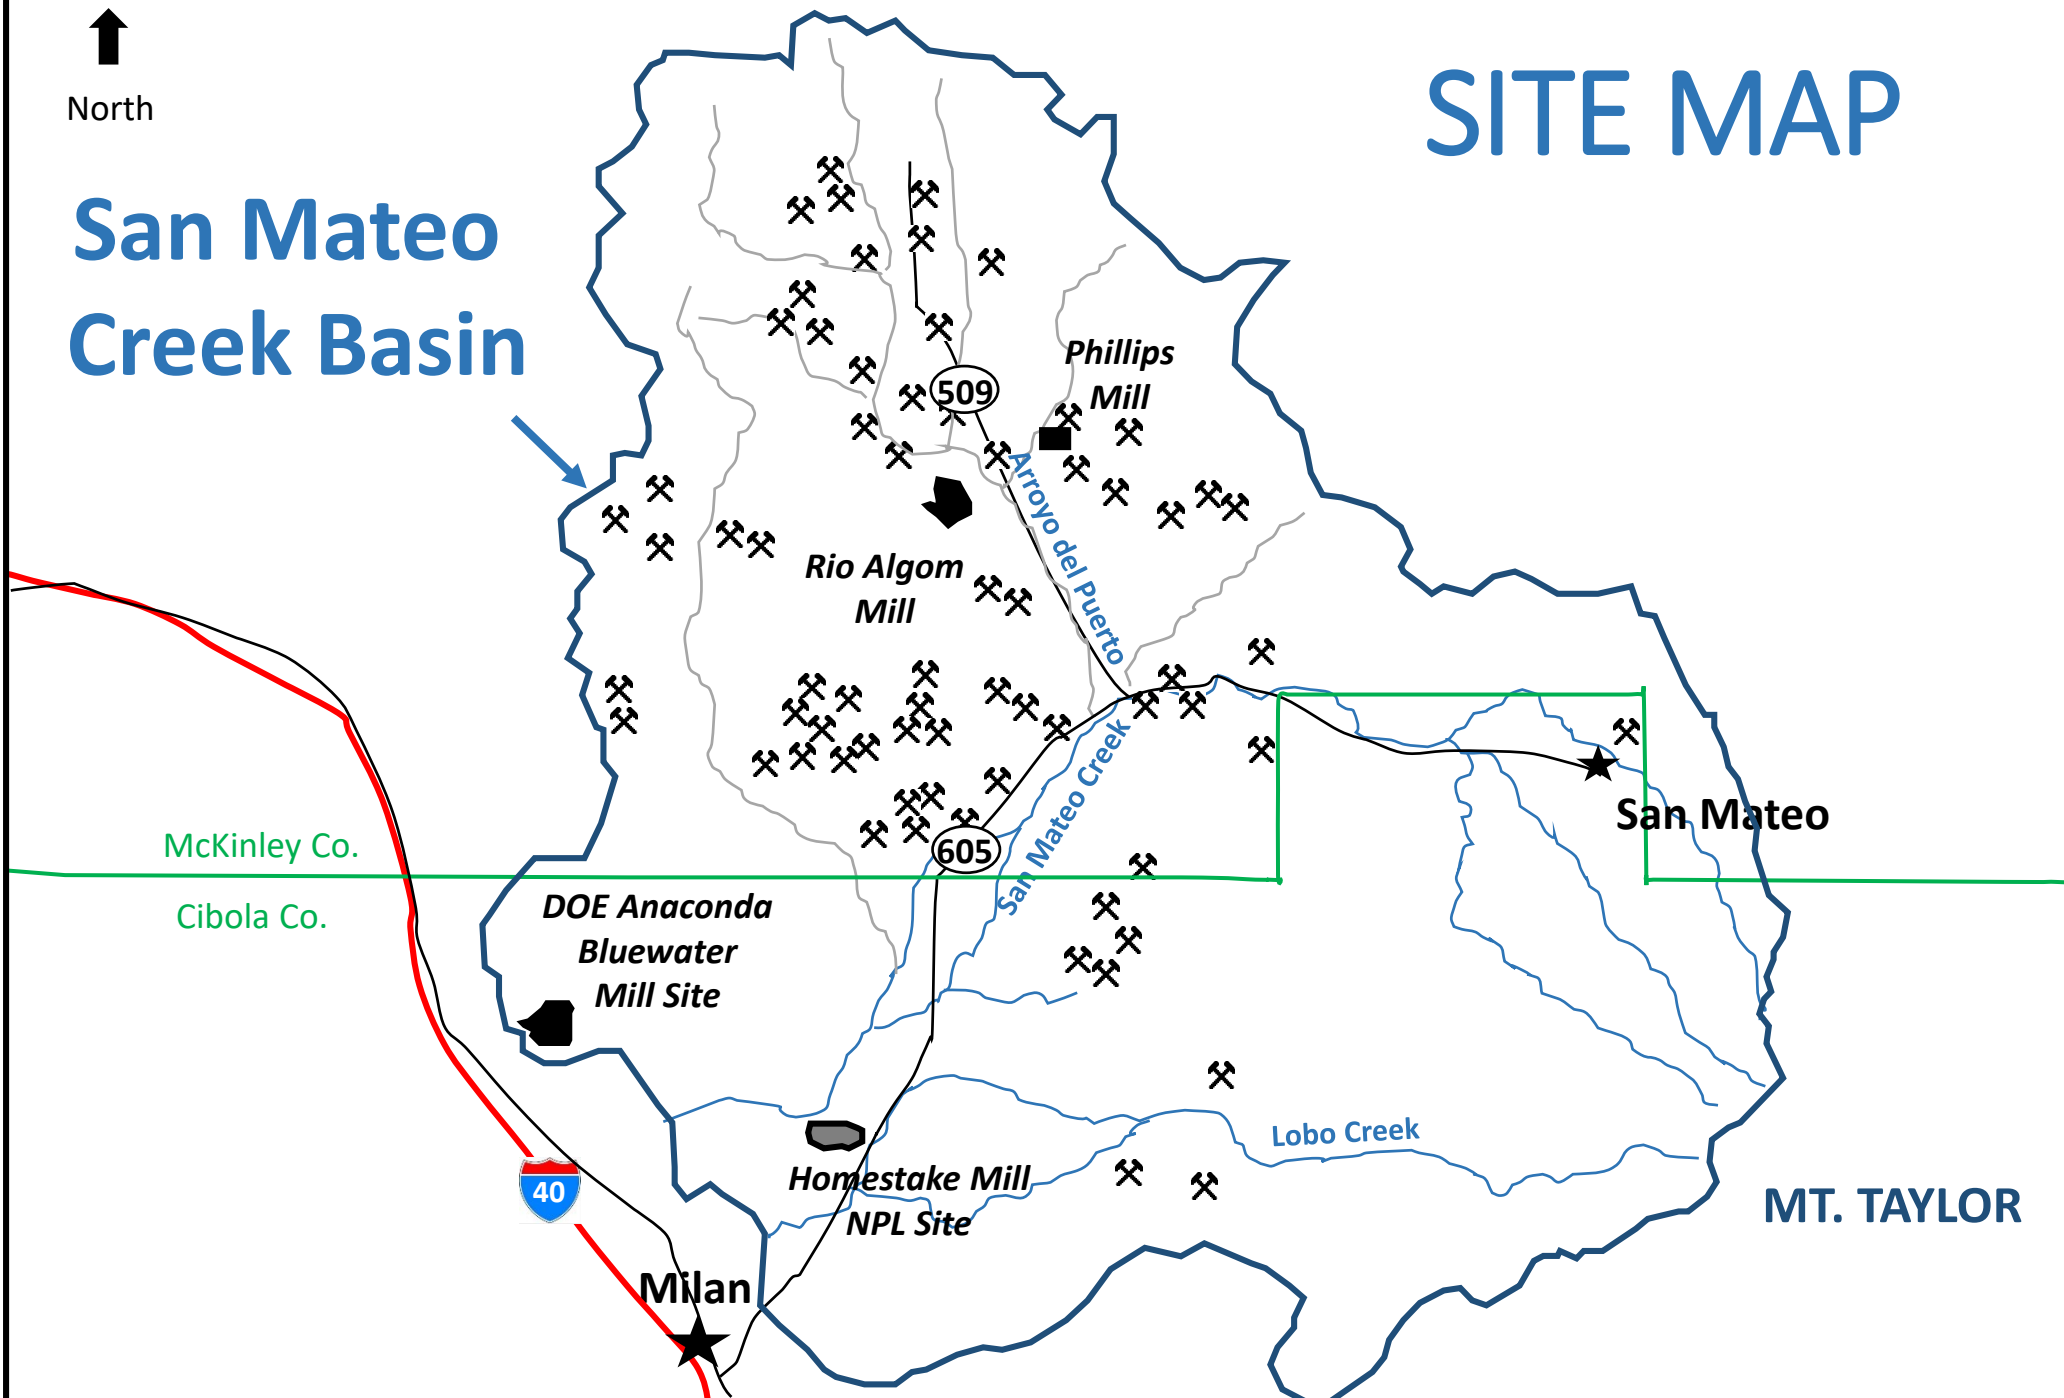 North
SITE MAP
San Mateo
Creek Basin
Phillips
Mill
509
Arroyo del Puerto
Rio Algom
Mill
San Mateo Creek
San Mateo
McKinley Co.
605
Cibola Co.
DOE Anaconda
Bluewater
Mill Site
Lobo Creek
Homestake Mill
NPL Site
40
MT. TAYLOR
Milan